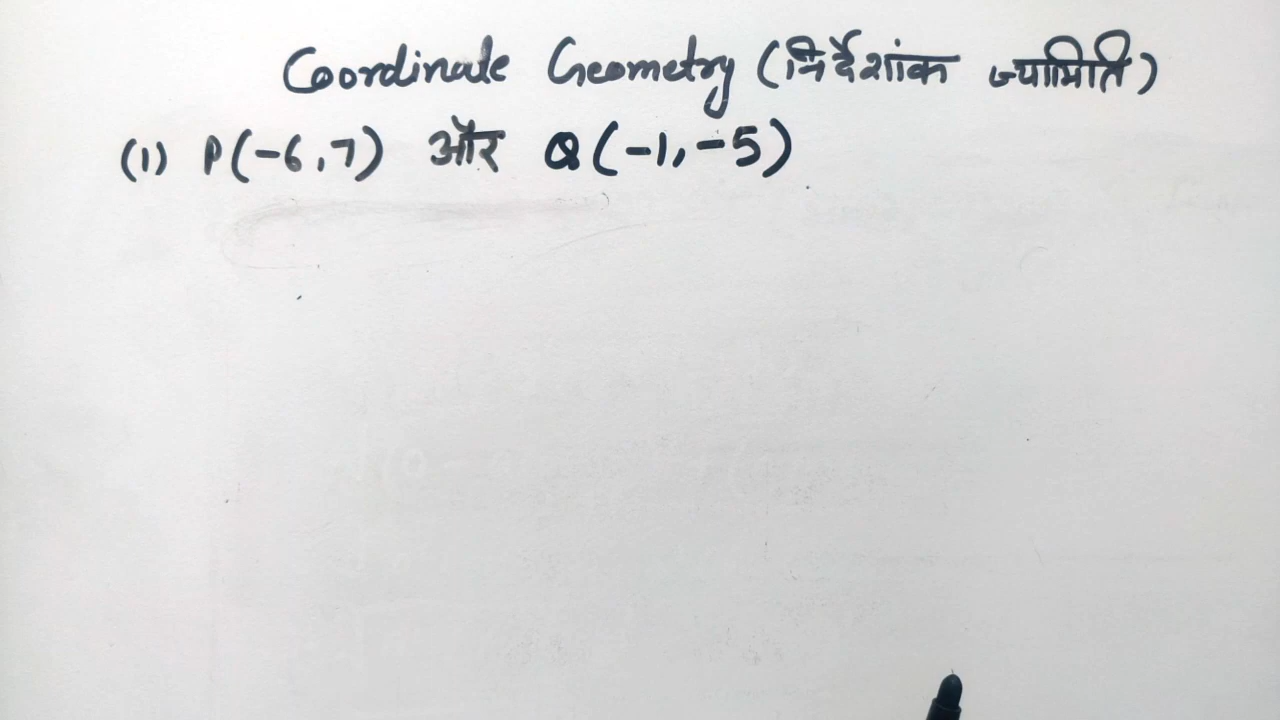 Coordinate Geometry (निर्देशांक ज्यामिति)
(1) P(-6,7) और Q(-1,-5)